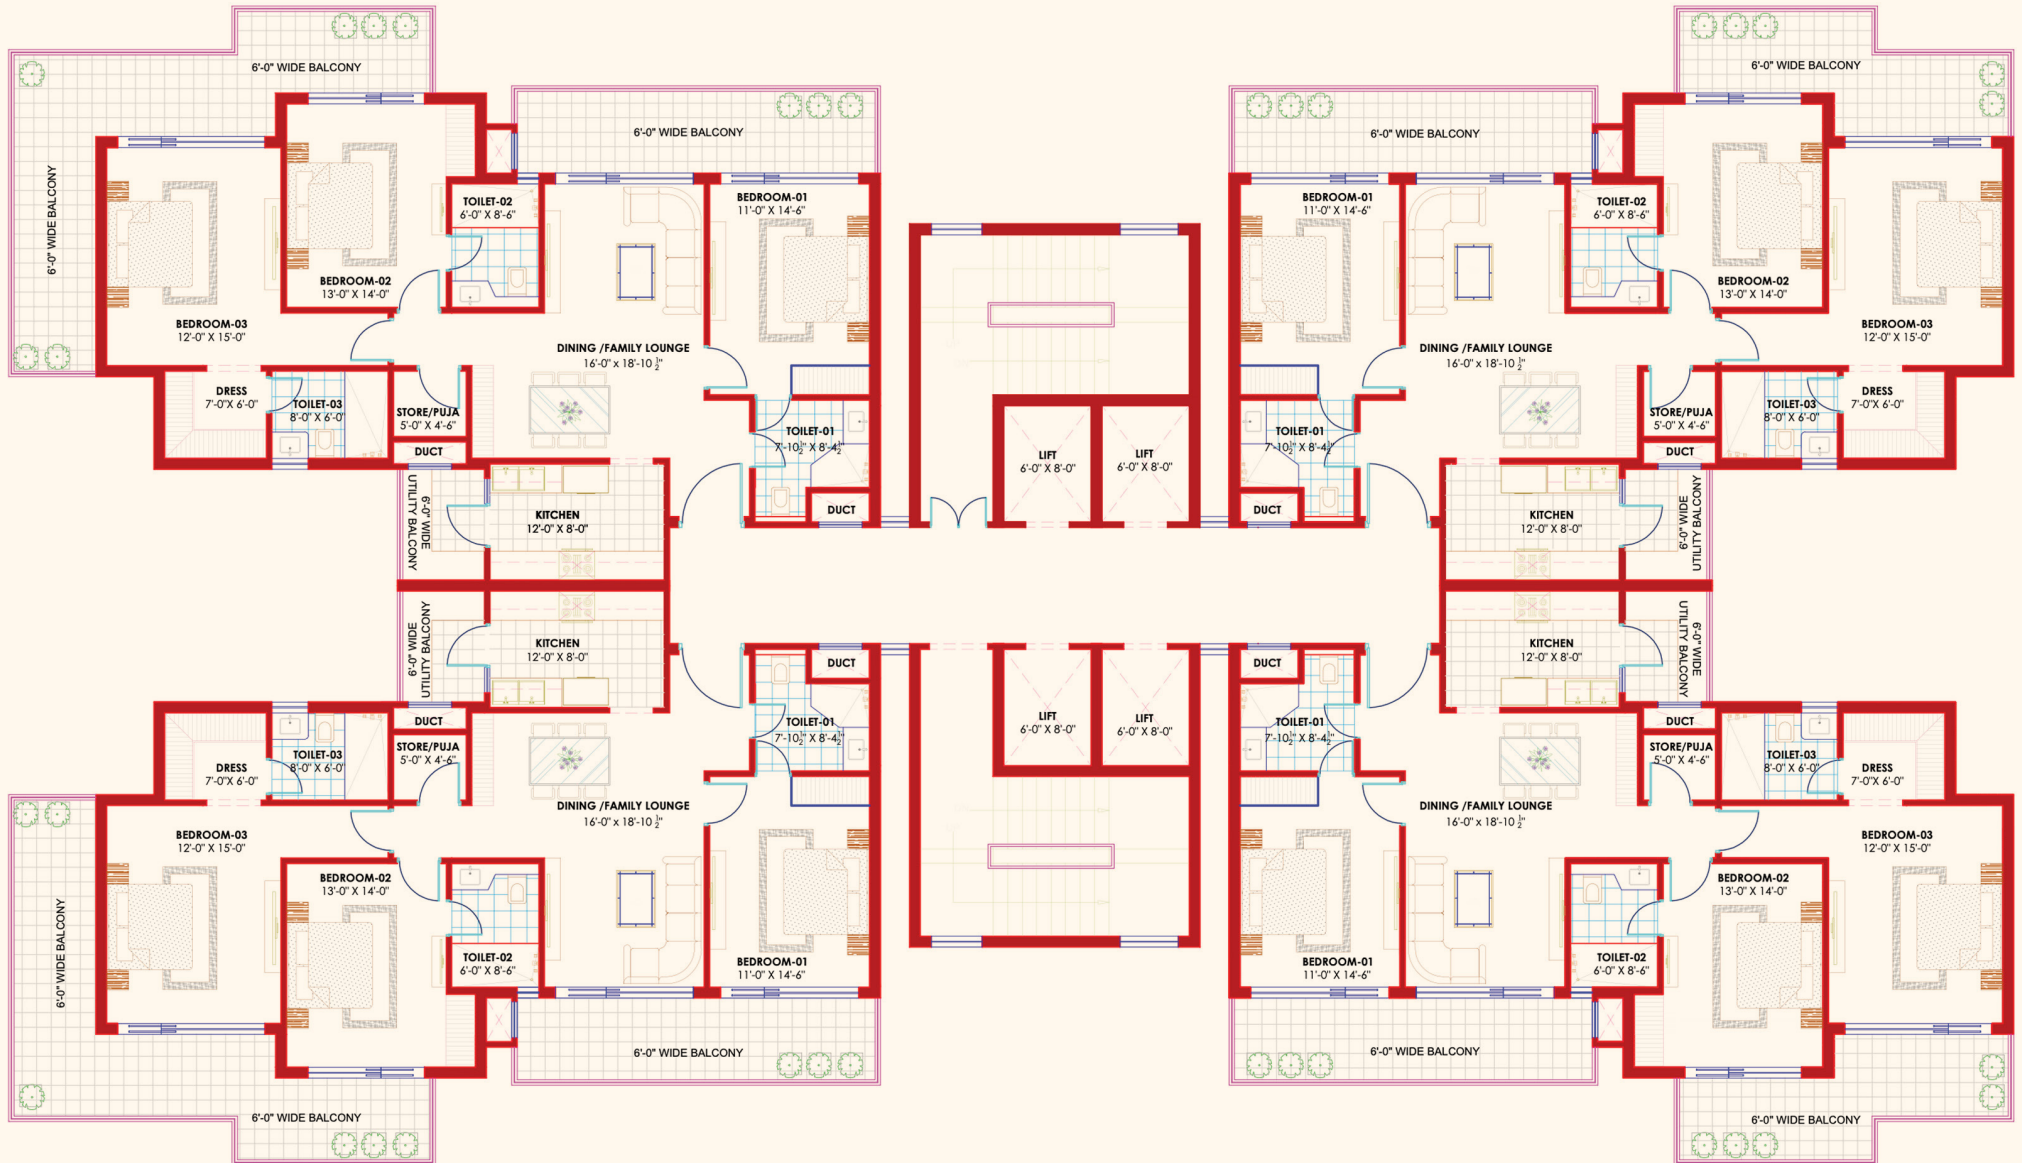 6'-0" WIDE BALCONY
6'-0" WIDE BALCONY
6'-0" WIDE BALCONY
BEDROOM-03
12'-0" X 15'-0"
BEDROOM-02
13'-0" X 14'-0"
TOILET-02
6'-0" X 8'-6"
BEDROOM-01
11'-0" X 14'-6"
DINING /FAMILY LOUNGE
16'-0" x 18'-10 ½"
DRESS
7'-0"X 6'-0"
TOILET-03
8'-0" X 6'-0"
STORE/PUJA
5'-0" X 4'-6"
DUCT
TOILET-01
7'-10½" X 8'-4½"
DUCT
6'-0" WIDE
UTILITY BALCONY
KITCHEN
12'-0" X 8'-0"
LIFT
6'-0" X 8'-0"
LIFT
6'-0" X 8'-0"
6'-0" WIDE BALCONY
6'-0" WIDE BALCONY
BEDROOM-01
11'-0" X 14'-6"
TOILET-02
6'-0" X 8'-6"
BEDROOM-02
13'-0" X 14'-0"
BEDROOM-03
12'-0" X 15'-0"
DINING /FAMILY LOUNGE
16'-0" x 18'-10 ½"
TOILET-01
7'-10½" X 8'-4½"
DUCT
STORE/PUJA
5'-0" X 4'-6"
DUCT
TOILET-03
8'-0" X 6'-0"
DRESS
7'-0"X 6'-0"
KITCHEN
12'-0" X 8'-0"
6'-0" WIDE
UTILITY BALCONY
6'-0" WIDE
UTILITY BALCONY
KITCHEN
12'-0" X 8'-0"
DUCT
DUCT
TOILET-01
7'-10½" X 8'-4½"
STORE/PUJA
5'-0" X 4'-6"
TOILET-03
8'-0" X 6'-0"
DRESS
7'-0"X 6'-0"
DINING /FAMILY LOUNGE
16'-0" x 18'-10 ½"
BEDROOM-03
12'-0" X 15'-0"
BEDROOM-02
13'-0" X 14'-0"
TOILET-02
6'-0" X 8'-6"
BEDROOM-01
11'-0" X 14'-6"
6'-0" WIDE BALCONY
6'-0" WIDE BALCONY
6'-0" WIDE BALCONY
LIFT
6'-0" X 8'-0"
LIFT
6'-0" X 8'-0"
KITCHEN
12'-0" X 8'-0"
6'-0" WIDE
UTILITY BALCONY
DUCT
DUCT
TOILET-01
7'-10½" X 8'-4½"
STORE/PUJA
5'-0" X 4'-6"
TOILET-03
8'-0" X 6'-0"
DRESS
7'-0"X 6'-0"
DINING /FAMILY LOUNGE
16'-0" x 18'-10 ½"
BEDROOM-03
12'-0" X 15'-0"
BEDROOM-02
13'-0" X 14'-0"
TOILET-02
6'-0" X 8'-6"
BEDROOM-01
11'-0" X 14'-6"
6'-0" WIDE BALCONY
6'-0" WIDE BALCONY